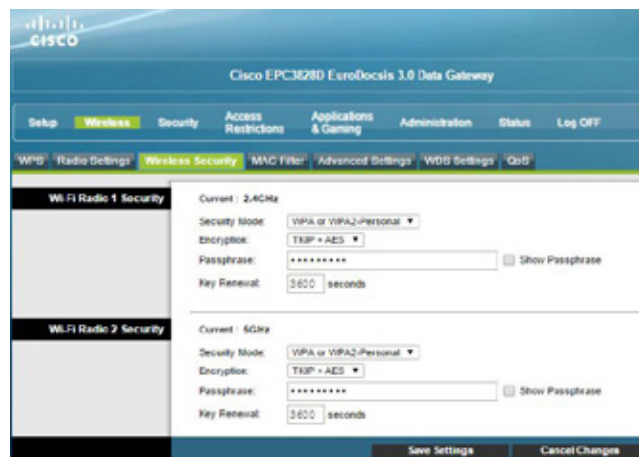 CISCO
Cisco EPC3828D EuroDocsis 3.0 Data Gateway
Setup Wireless Security Access Restrictions Applications & Gaming Administration Status Log OFF
WPS Radio Settings Wireless Security MAC Filter Advanced Settings WDS Settings QoS
Wi-Fi Radio 1 Security
Current : 2.4GHz
Security Mode: WPA or WPA2-Personal
Encryption: TKIP + AES
Passphrase: ••••••••• Show Passphrase
Key Renewal: 3600 seconds
Wi-Fi Radio 2 Security
Current : 5GHz
Security Mode: WPA or WPA2-Personal
Encryption: TKIP + AES
Passphrase: ••••••••• Show Passphrase
Key Renewal: 3600 seconds
Save Settings Cancel Changes